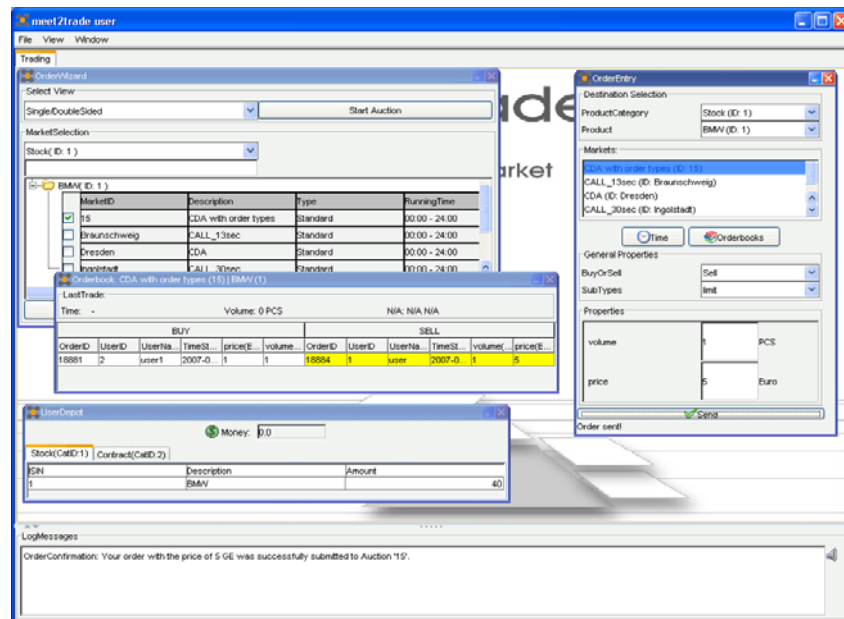 meet2trade user
File View Window
Trading
OrderWizard
Select View
Single/DoubleSided
Start Auction
MarketSelection
Stock( ID: 1 )
BMW( ID: 1 )
MarketID Description Type RunningTime
15 CDA with order types Standard 00:00 - 24:00
Braunschweig CALL_13sec Standard 00:00 - 24:00
Dresden CDA Standard 00:00 - 24:00
Ingolstadt CALL_30sec Standard 00:00 - 24:00
ade
arket
OrderEntry
Destination Selection
ProductCategory Stock (ID: 1)
Product BMW (ID: 1)
Markets:
CDA with order types (ID: 15)
CALL_13sec (ID: Braunschweig)
CDA (ID: Dresden)
CALL_30sec (ID: Ingolstadt)
Time Orderbooks
General Properties
BuyOrSell Sell
SubTypes limit
Properties
volume 1 PCS
price 5 Euro
Send
Order sent!
Orderbook: CDA with order types (15) | BMW (1)
LastTrade:
Time: - Volume: 0 PCS N/A: N/A N/A
BUY SELL
OrderID UserID UserNa... TimeSt... price(E... volume... OrderID UserID UserNa... TimeSt... volume(... price(E...
18881 2 user1 2007-0... 1 1 18884 1 user 2007-0... 1 5
UserDepot
Money: 0.0
Stock(CatID:1) Contract(CatID:2)
ISIN Description Amount
1 BMW 40
LogMessages
OrderConfirmation: Your order with the price of 5 GE was successfully submitted to Auction '15'.